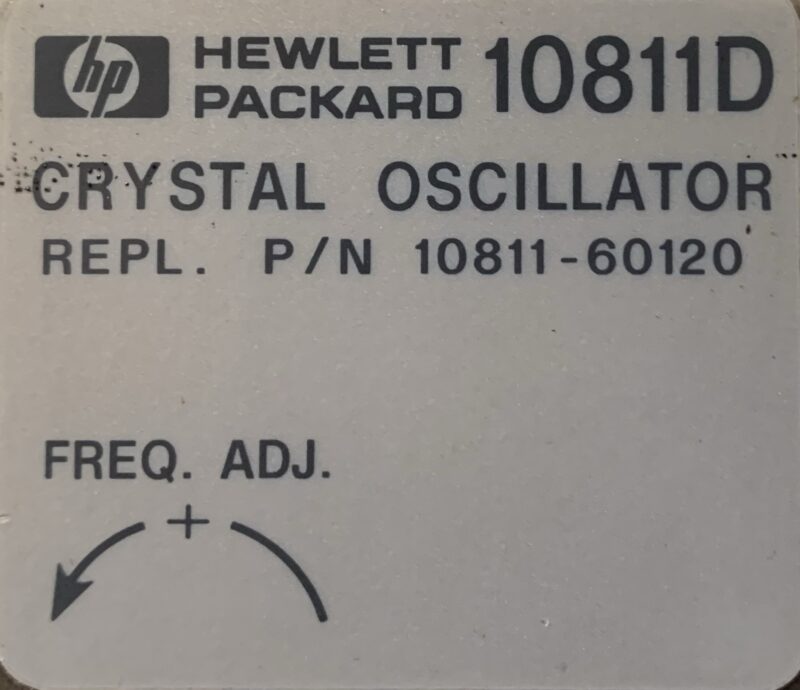 hp HEWLETT PACKARD 10811D
CRYSTAL OSCILLATOR
REPL. P/N 10811-60120
FREQ. ADJ.
+